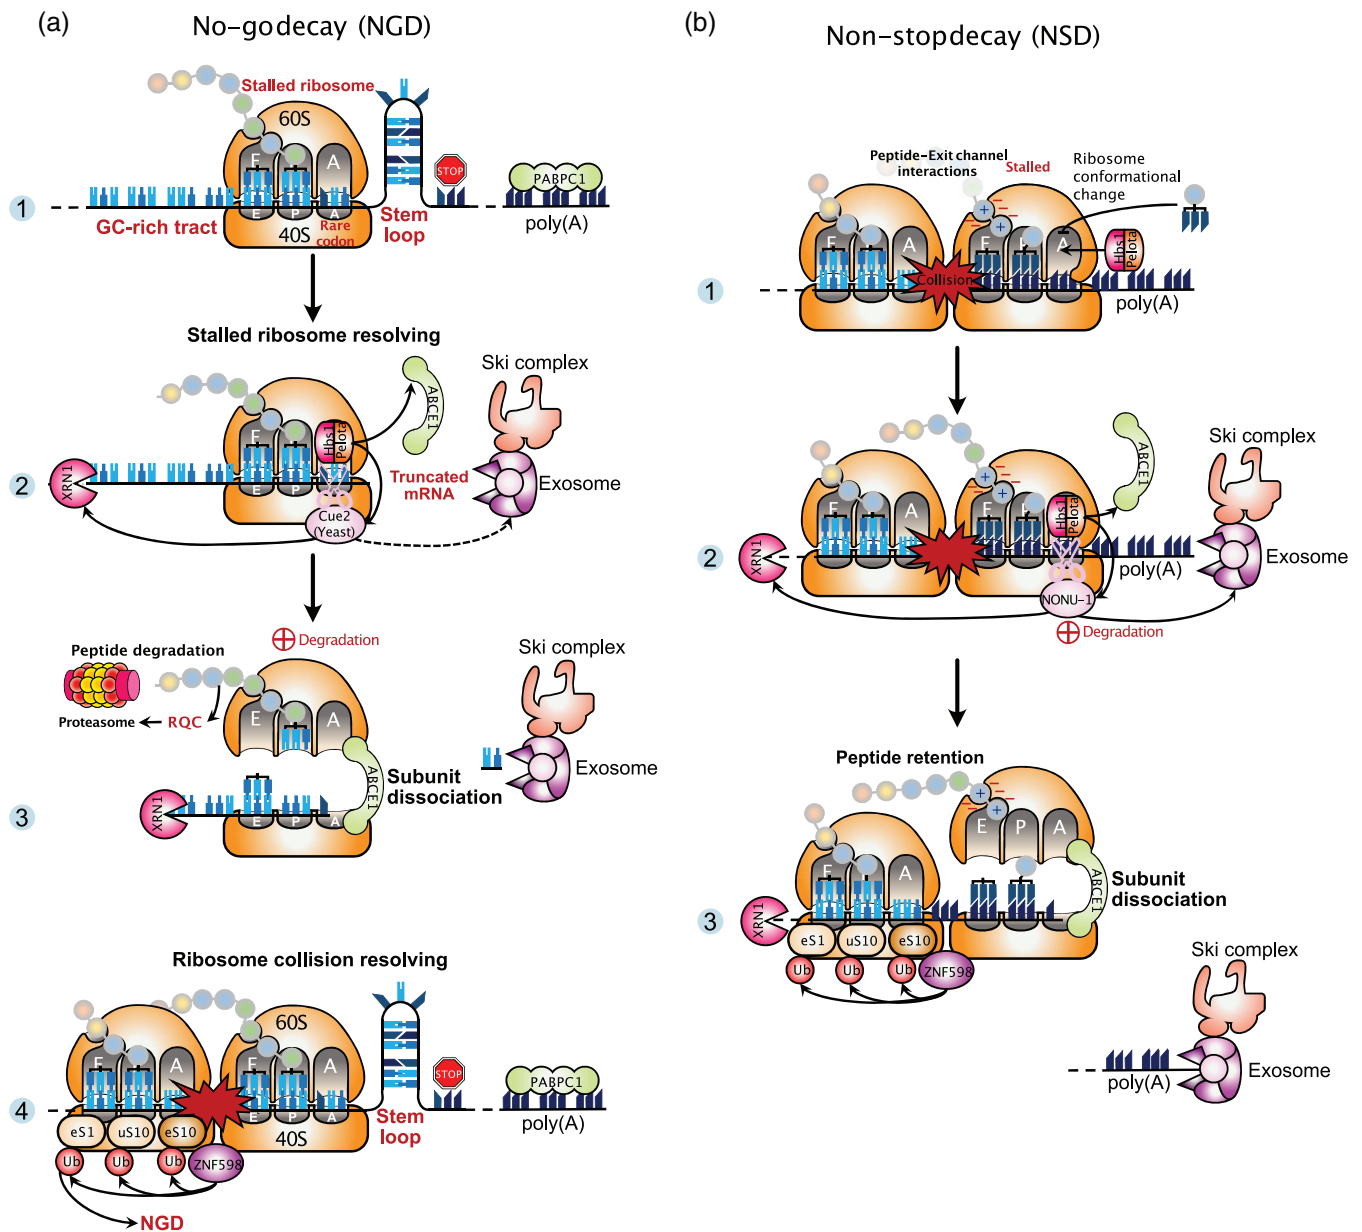 (a)
No-godecay (NGD)
Stalled ribosome
60S
E
A
STOP
PABPC1
1
GC-rich tract
E
P
A
40S
Rare
codon
Stem
loop
poly(A)
Stalled ribosome resolving
Ski complex
ABCE1
E
Hbs1
Pelota
2
XRN1
E
P
Truncated
mRNA
Exosome
Cue2
(Yeast)
Degradation
Peptide degradation
Ski complex
E
A
Proteasome
RQC
ABCE1
Subunit
dissociation
Exosome
3
XRN1
E
P
A
Ribosome collision resolving
60S
E
A
E
A
STOP
PABPC1
4
E
P
A
eS1
uS10
eS10
40S
Stem
loop
poly(A)
Ub
Ub
Ub
ZNF598
NGD
(b)
Non-stopdecay (NSD)
Peptide-Exit channel
interactions
Stalled
Ribosome
conformational
change
+
+
E
A
E
P
A
Hbs1
Pelota
1
Collision
poly(A)
ABCE1
Ski complex
+
+
E
A
E
P
Hbs1
Pelota
2
XRN1
poly(A)
Exosome
NONU-1
Degradation
Peptide retention
+
+
E
P
A
E
A
ABCE1
Subunit
dissociation
3
XRN1
eS1
uS10
eS10
Ub
Ub
Ub
ZNF598
Ski complex
poly(A)
Exosome